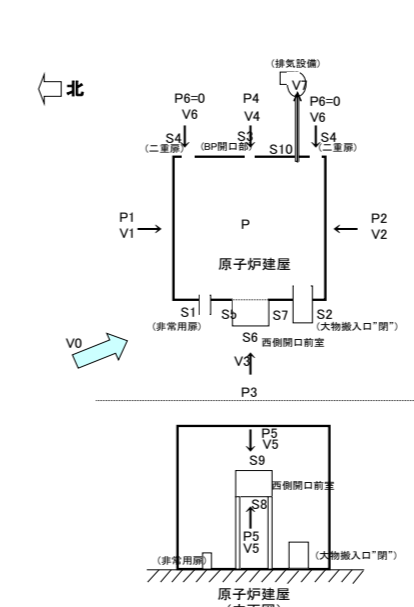 (排気設備)
北
V7
P6=0
V6
P4
V4
P6=0
V6
S4
(二重扉)
(BP開口部)
S3
S10
S4
(二重扉)
P1
V1
P
P2
V2
原子炉建屋
S1
(非常用扉)
S5
S7
S2
(大物搬入口"閉")
S6
西側開口前室
V0
V3
P3
P5
V5
S9
西側開口前室
S8
P5
V5
(非常用扉)
(大物搬入口"閉")
原子炉建屋
(立面図)